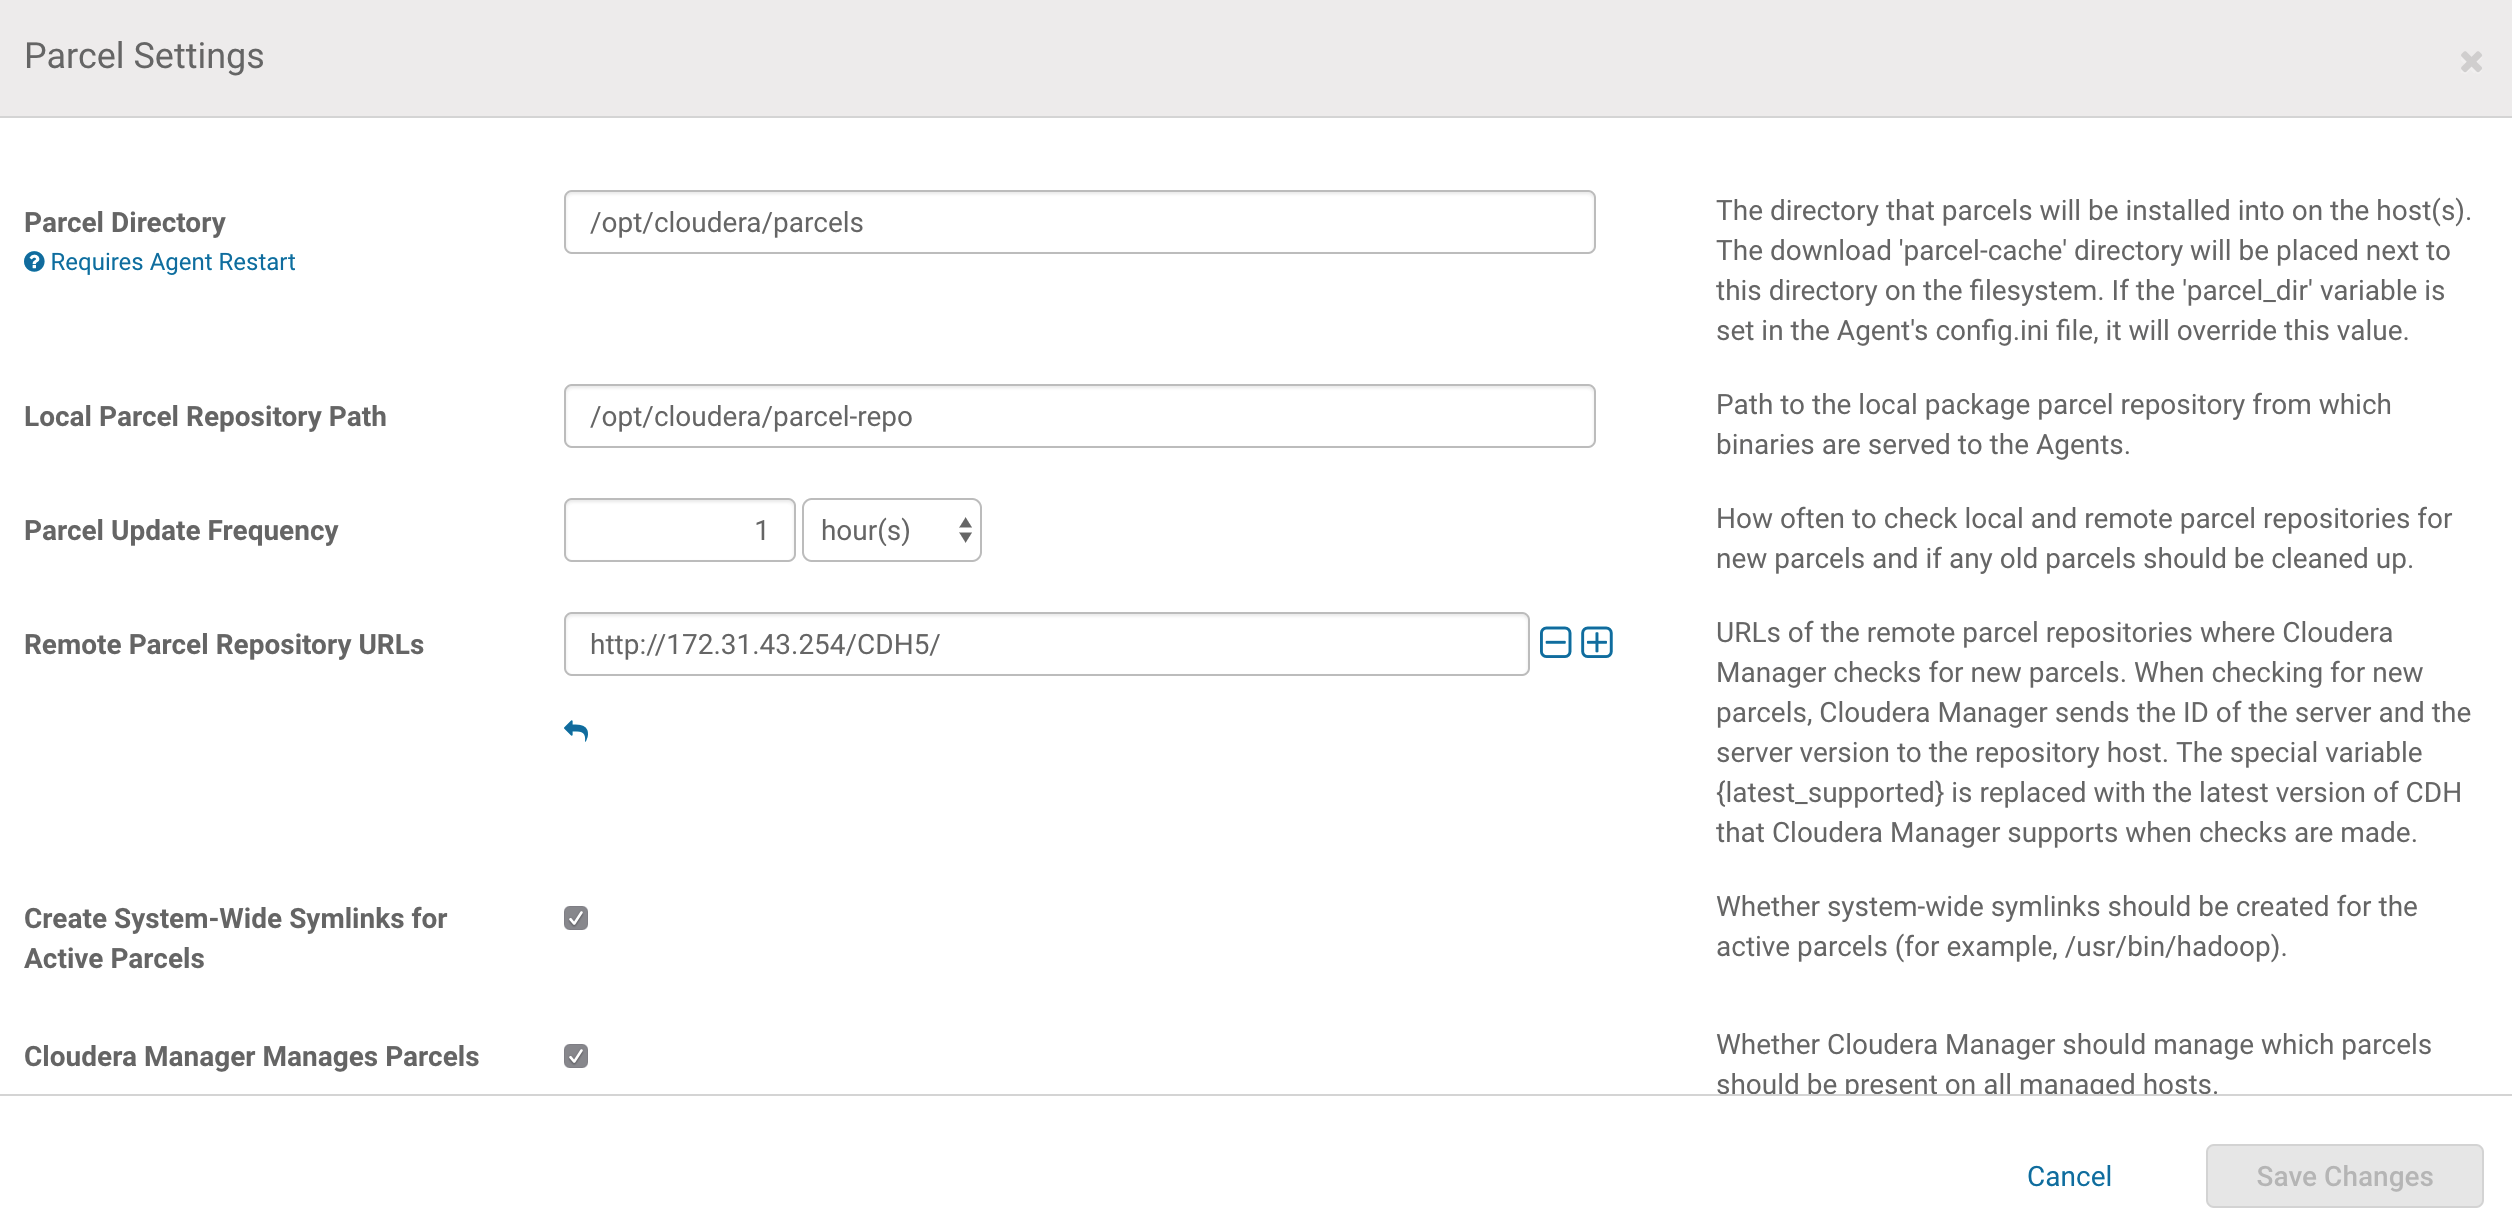 Parcel Settings
Parcel Directory
Requires Agent Restart
/opt/cloudera/parcels
The directory that parcels will be installed into on the host(s).
The download 'parcel-cache' directory will be placed next to
this directory on the filesystem. If the 'parcel_dir' variable is
set in the Agent's config.ini file, it will override this value.
Local Parcel Repository Path
/opt/cloudera/parcel-repo
Path to the local package parcel repository from which
binaries are served to the Agents.
Parcel Update Frequency
1 hour(s)
How often to check local and remote parcel repositories for
new parcels and if any old parcels should be cleaned up.
Remote Parcel Repository URLs
http://172.31.43.254/CDH5/
URLs of the remote parcel repositories where Cloudera
Manager checks for new parcels. When checking for new
parcels, Cloudera Manager sends the ID of the server and the
server version to the repository host. The special variable
{latest_supported} is replaced with the latest version of CDH
that Cloudera Manager supports when checks are made.
Create System-Wide Symlinks for
Active Parcels
Whether system-wide symlinks should be created for the
active parcels (for example, /usr/bin/hadoop).
Cloudera Manager Manages Parcels
Whether Cloudera Manager should manage which parcels
should be present on all managed hosts.
Cancel
Save Changes